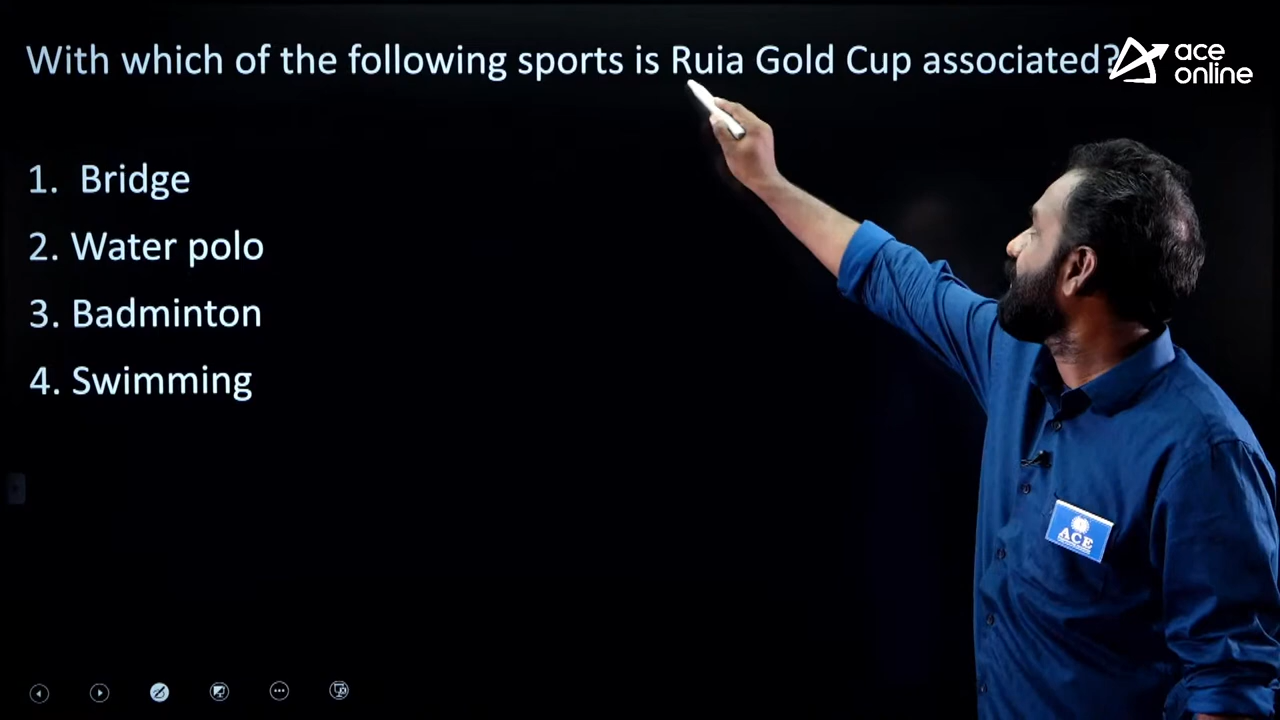 With which of the following sports is Ruia Gold Cup associated?
ace
online
1. Bridge
2. Water polo
3. Badminton
4. Swimming
ACE